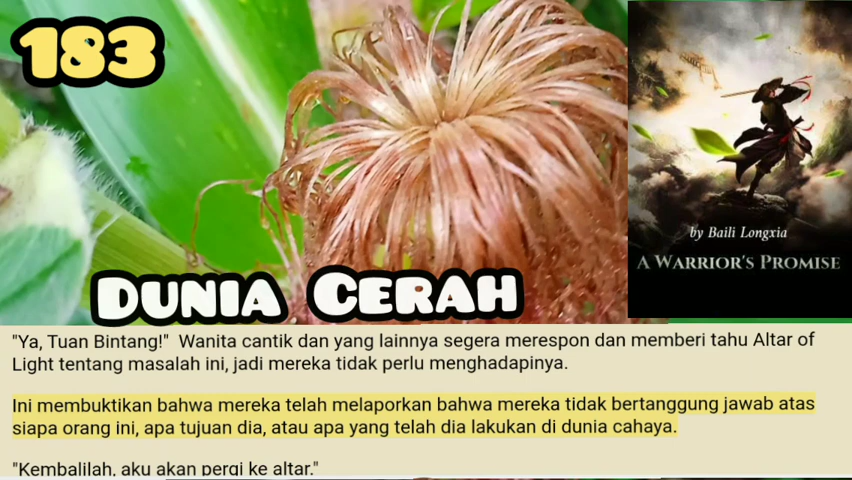 183
DUNIA CERAH
by Baili Longxia
A WARRIOR'S PROMISE
"Ya, Tuan Bintang!" Wanita cantik dan yang lainnya segera merespon dan memberi tahu Altar of
Light tentang masalah ini, jadi mereka tidak perlu menghadapinya.
Ini membuktikan bahwa mereka telah melaporkan bahwa mereka tidak bertanggung jawab atas
siapa orang ini, apa tujuan dia, atau apa yang telah dia lakukan di dunia cahaya.
"Kembalilah, aku akan pergi ke altar."